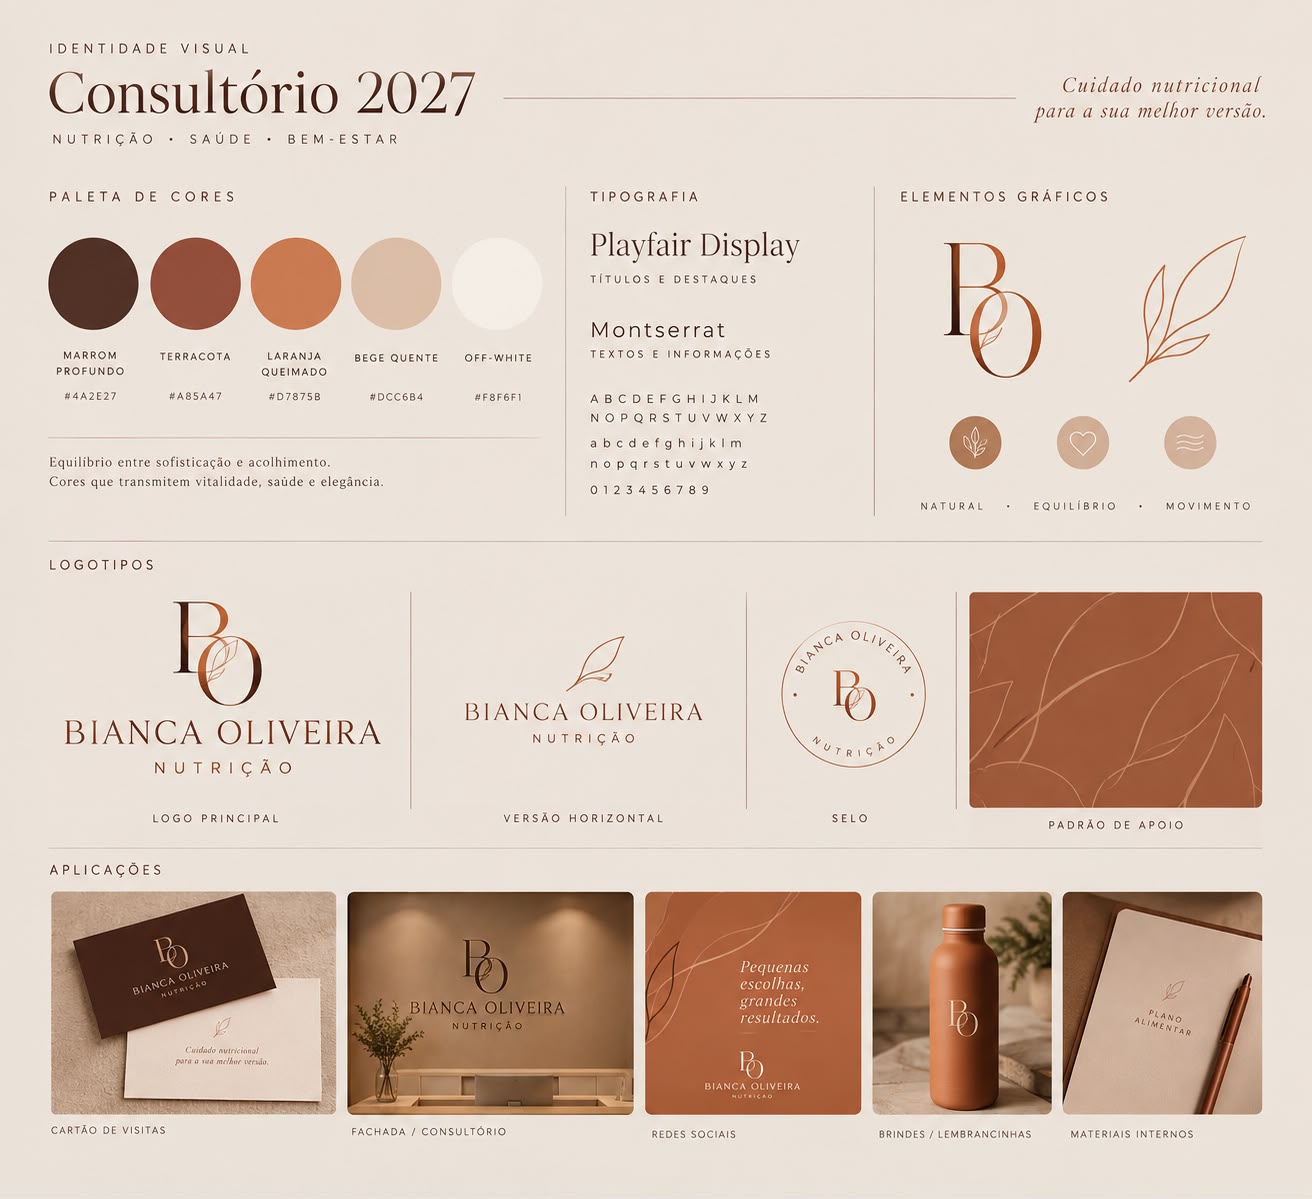 IDENTIDADE VISUAL
Consultório 2027
NUTRIÇÃO • SAÚDE • BEM-ESTAR
Cuidado nutricional
para a sua melhor versão.
PALETA DE CORES
MARROM
PROFUNDO
#4A2E27
TERRACOTA
#A85A47
LARANJA
QUEIMADO
#D7875B
BEGE QUENTE
#DCC6B4
OFF-WHITE
#F8F6F1
Equilíbrio entre sofisticação e acolhimento.
Cores que transmitem vitalidade, saúde e elegância.
TIPOGRAFIA
Playfair Display
TÍTULOS E DESTAQUES
Montserrat
TEXTOS E INFORMAÇÕES
A B C D E F G H I J K L M
N O P Q R S T U V W X Y Z
a b c d e f g h i j k l m
n o p q r s t u v w x y z
0 1 2 3 4 5 6 7 8 9
ELEMENTOS GRÁFICOS
BO
NATURAL • EQUILÍBRIO • MOVIMENTO
LOGOTIPOS
BO
BIANCA OLIVEIRA
NUTRIÇÃO
LOGO PRINCIPAL
BIANCA OLIVEIRA
NUTRIÇÃO
VERSÃO HORIZONTAL
BIANCA OLIVEIRA
BO
NUTRIÇÃO
SELO
PADRÃO DE APOIO
APLICAÇÕES
BO
BIANCA OLIVEIRA
NUTRIÇÃO
Cuidado nutricional
para a sua melhor versão.
CARTÃO DE VISITAS
BO
BIANCA OLIVEIRA
NUTRIÇÃO
FACHADA / CONSULTÓRIO
Pequenas
escolhas,
grandes
resultados.
BO
BIANCA OLIVEIRA
NUTRIÇÃO
REDES SOCIAIS
BO
BRINDES / LEMBRANCINHAS
PLANO
ALIMENTAR
MATERIAIS INTERNOS